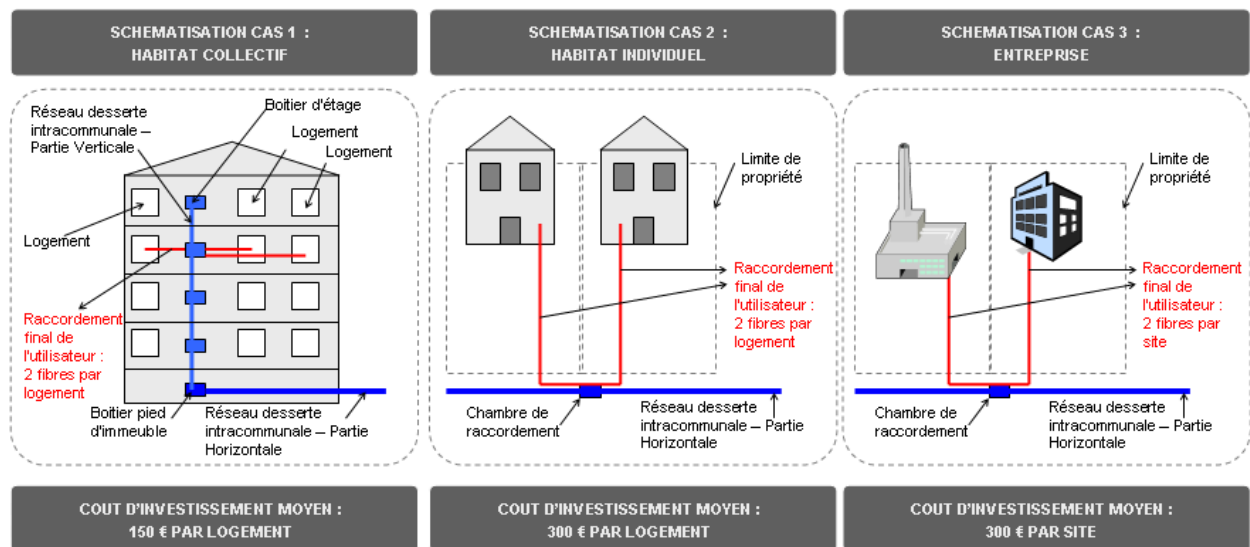 SCHEMATISATION CAS 1 :
HABITAT COLLECTIF
Réseau desserte
intracommunale –
Partie Verticale
Boitier d'étage
Logement
Logement
Logement
Raccordement
final de
l'utilisateur :
2 fibres par
logement
Boitier pied
d'immeuble
Réseau desserte
intracommunale – Partie
Horizontale
COUT D'INVESTISSEMENT MOYEN :
150 € PAR LOGEMENT
SCHEMATISATION CAS 2 :
HABITAT INDIVIDUEL
Limite de
propriété
Raccordement
final de
l'utilisateur :
2 fibres par
logement
Chambre de
raccordement
Réseau desserte
intracommunale – Partie
Horizontale
COUT D'INVESTISSEMENT MOYEN :
300 € PAR LOGEMENT
SCHEMATISATION CAS 3 :
ENTREPRISE
Limite de
propriété
Raccordement
final de
l'utilisateur :
2 fibres par
site
Chambre de
raccordement
Réseau desserte
intracommunale – Partie
Horizontale
COUT D'INVESTISSEMENT MOYEN :
300 € PAR SITE